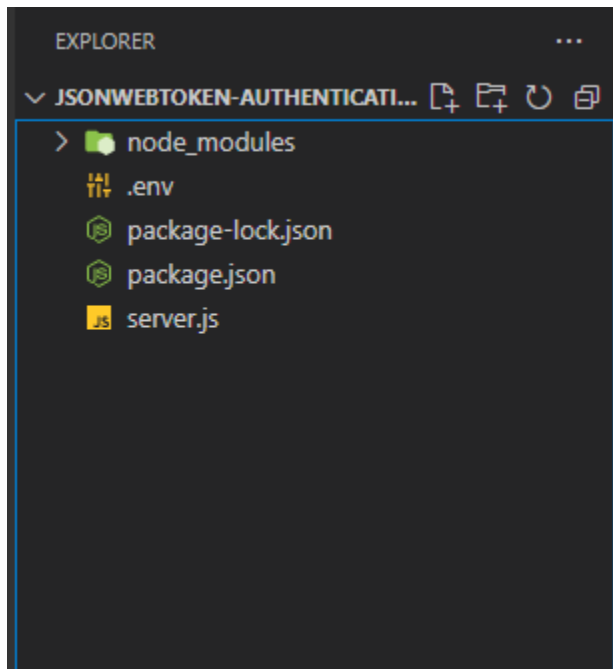 EXPLORER ...
JSONWEBTOKEN-AUTHENTICATI...
node_modules
.env
package-lock.json
package.json
JS server.js